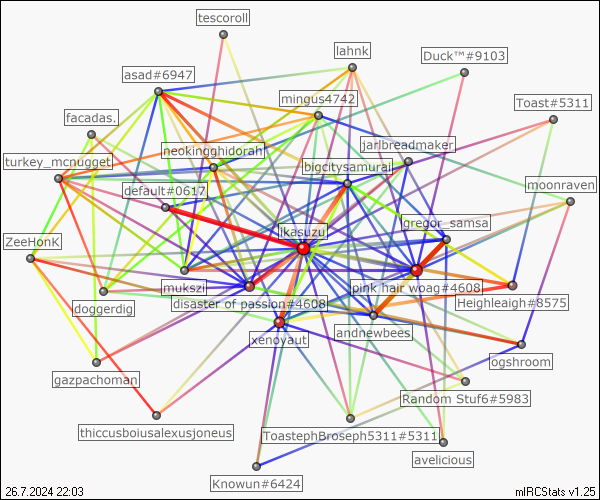 tescoroll
lahnk
Duck™#9103
asad#6947
mingus4742
Toast#5311
facadas.
jarlbreadmaker
neokingghidorah!
turkey_mcnugget
bigcitysamurai
default#0617
moonraven
gregor_samsa
ikasuzu
ZeeHonk
mukszi
pink hair woag#4608
disaster of passion#4608
Heighleaigh#8575
doggerdig
andnewbees
xenoyaut
ogshroom
gazpachoman
Random Stuf6#5983
thiccusboiusalexusjoneus
ToastephBroseph5311#5311
avelicious
Knowun#6424
26.7.2024 22:03
mIRCStats v1.25